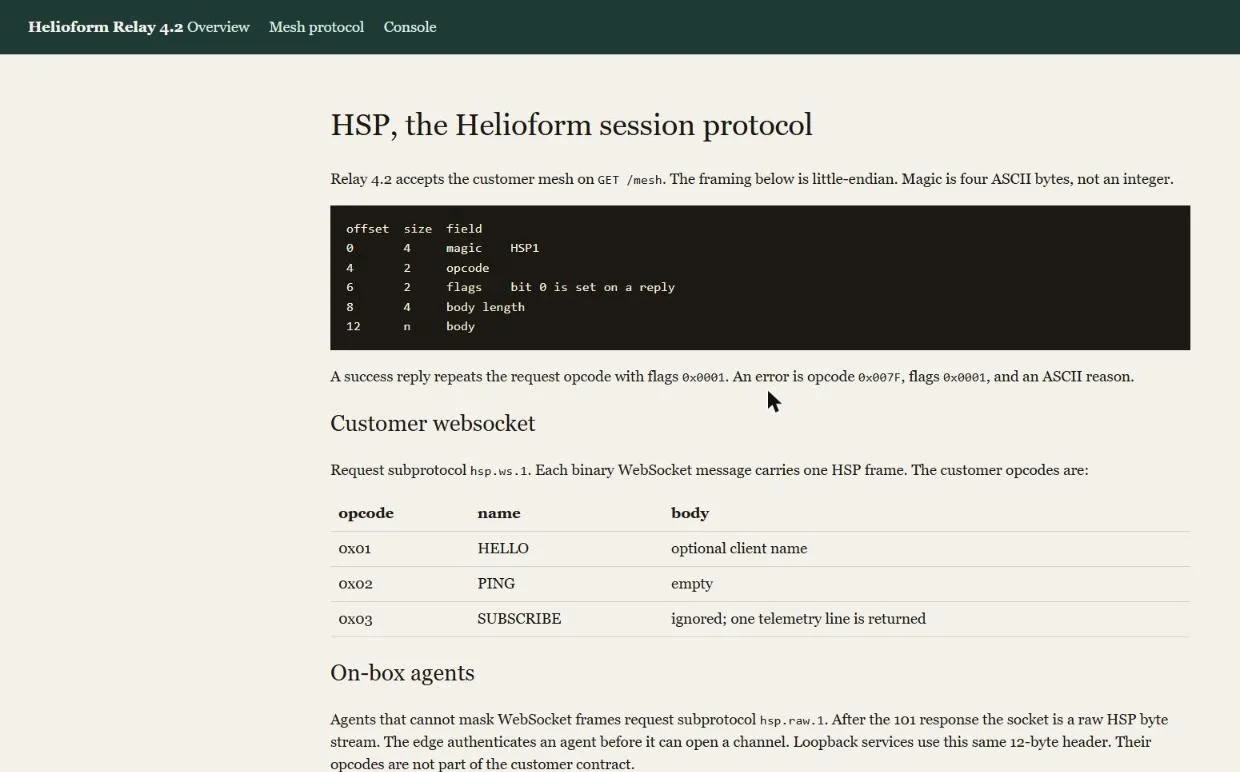 Helioform Relay 4.2 Overview Mesh protocol Console
HSP, the Helioform session protocol
Relay 4.2 accepts the customer mesh on GET /mesh. The framing below is little-endian. Magic is four ASCII bytes, not an integer.
offset size field
0 4 magic HSP1
4 2 opcode
6 2 flags bit 0 is set on a reply
8 4 body length
12 n body
A success reply repeats the request opcode with flags 0x0001. An error is opcode 0x007F, flags 0x0001, and an ASCII reason.
Customer websocket
Request subprotocol hsp.ws.1. Each binary WebSocket message carries one HSP frame. The customer opcodes are:
opcode name body
0x01 HELLO optional client name
0x02 PING empty
0x03 SUBSCRIBE ignored; one telemetry line is returned
On-box agents
Agents that cannot mask WebSocket frames request subprotocol hsp.raw.1. After the 101 response the socket is a raw HSP byte
stream. The edge authenticates an agent before it can open a channel. Loopback services use this same 12-byte header. Their
opcodes are not part of the customer contract.